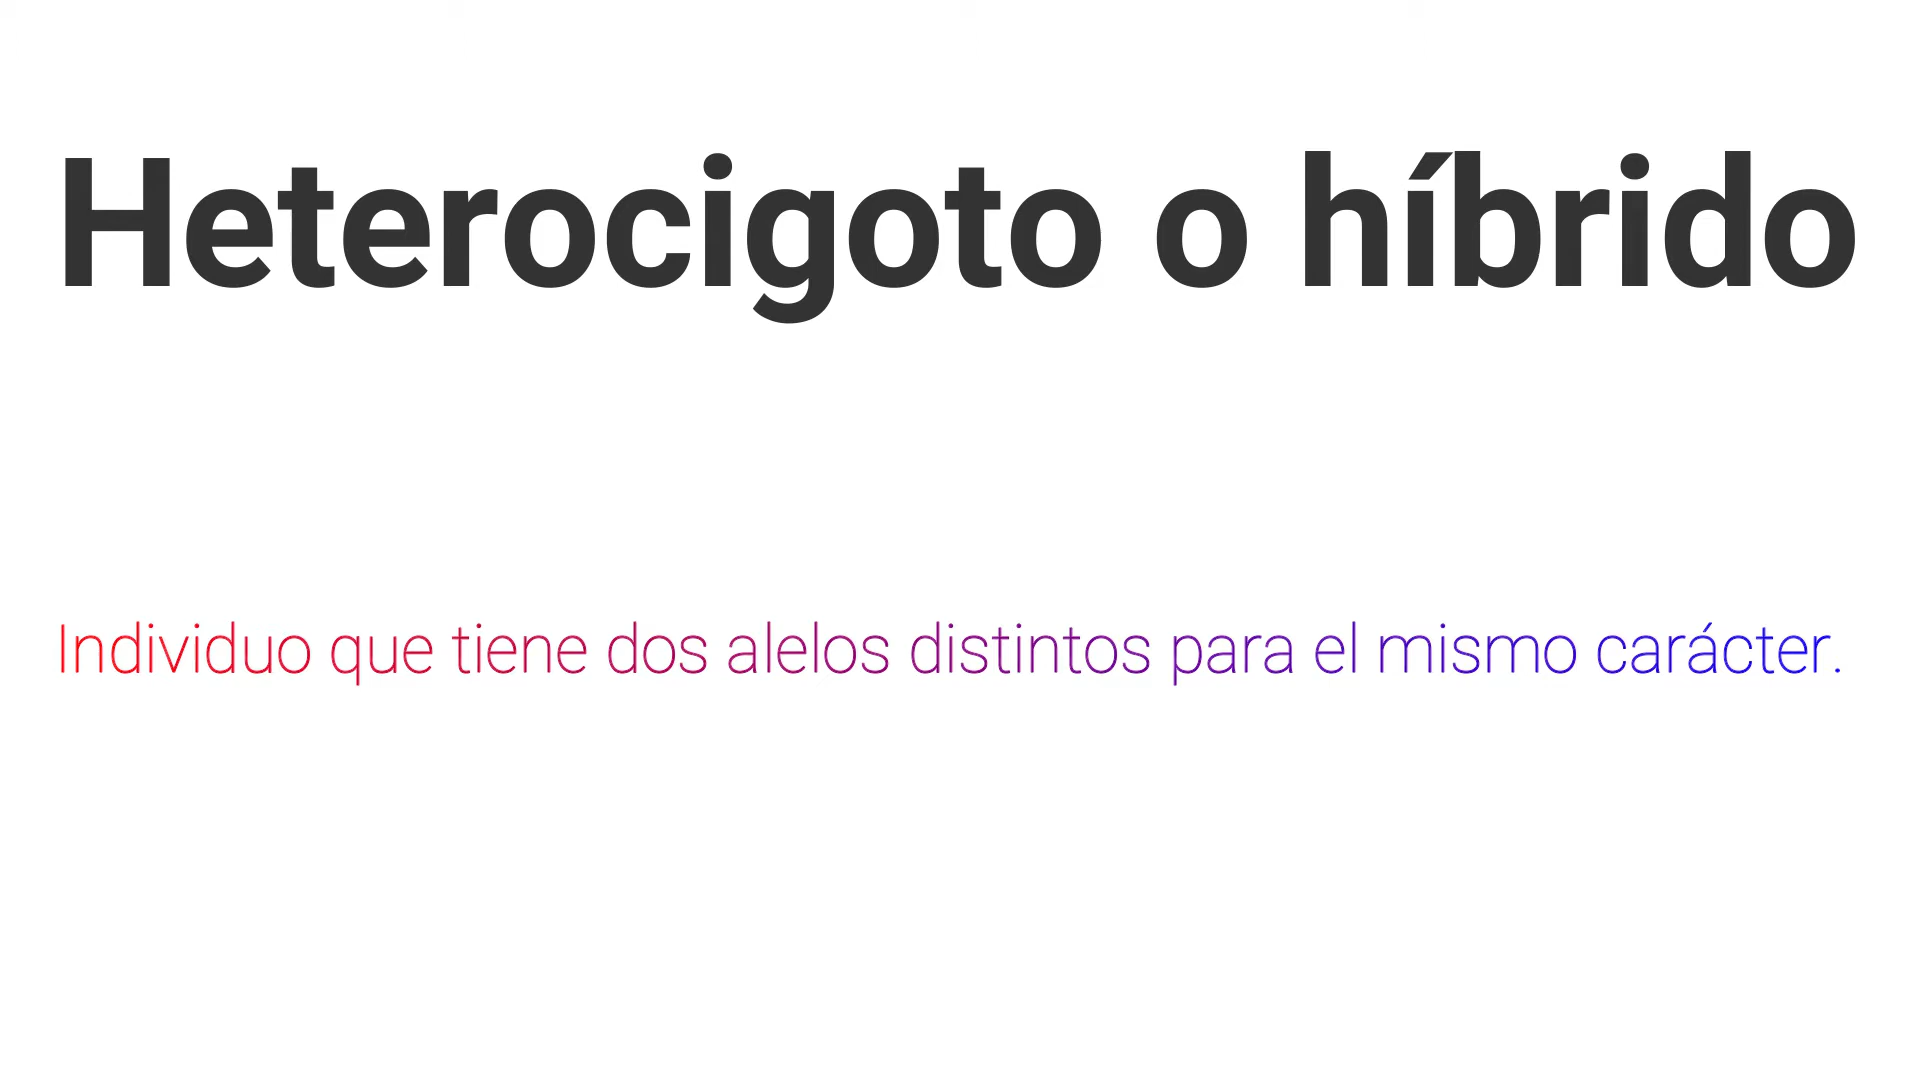 Heterocigoto o híbrido
Individuo que tiene dos alelos distintos para el mismo carácter.